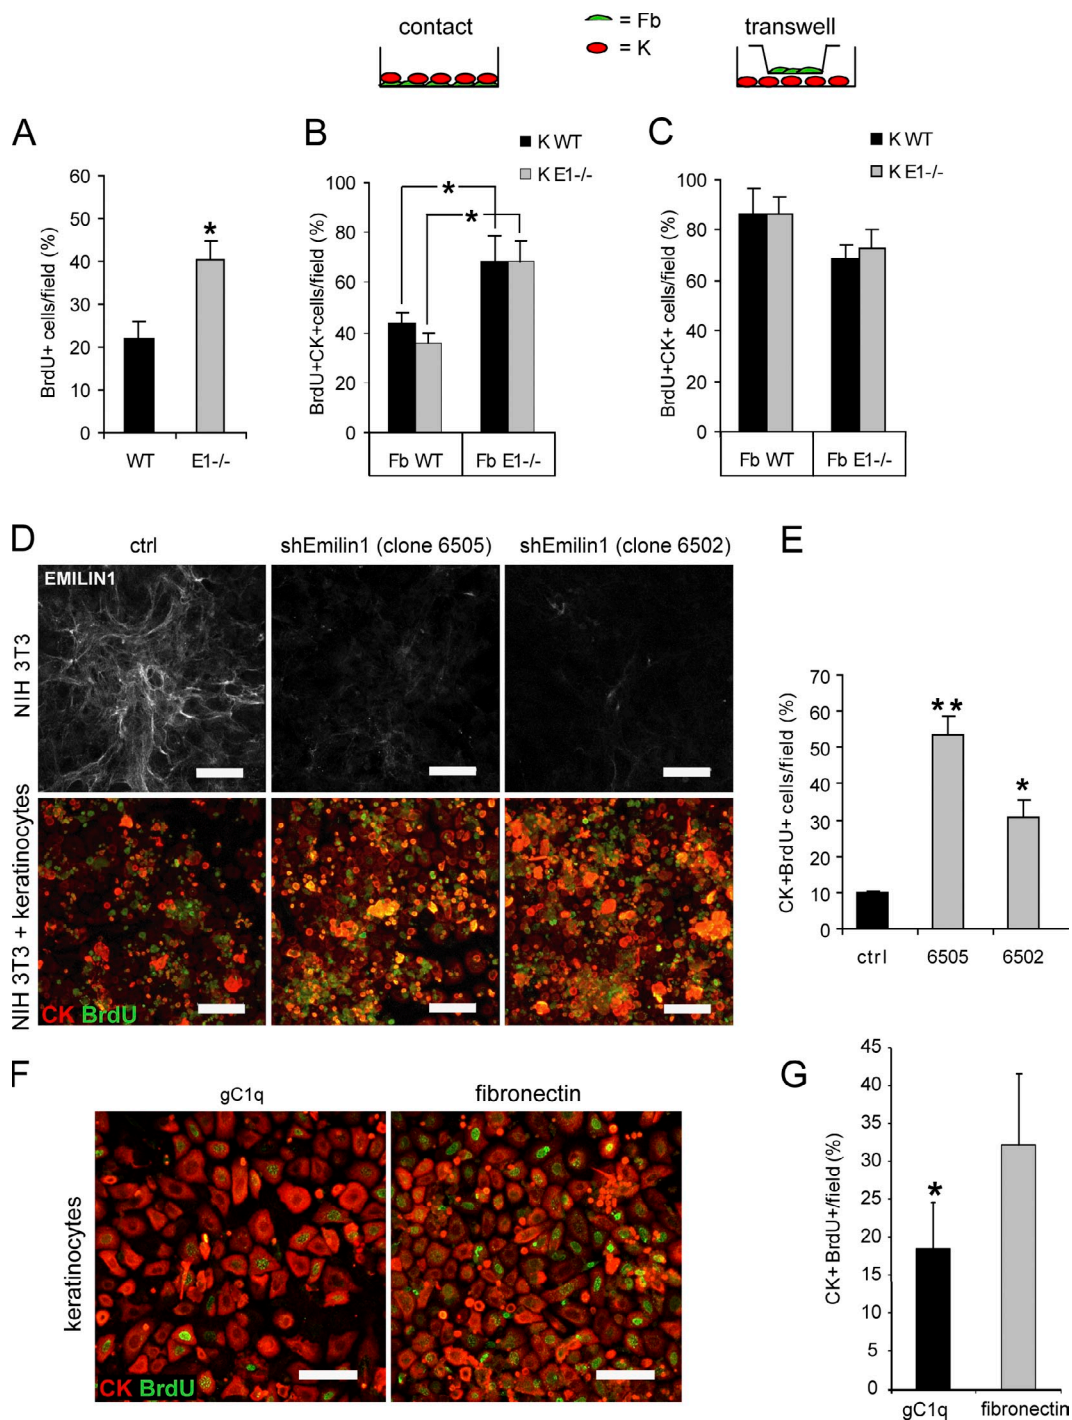 contact
= Fb
= K
transwell
A
BrdU+ cells/field (%)
60
50
40
30
20
10
0
*
WT
E1-/-
B
K WT
K E1-/-
BrdU+CK+cells/field (%)
100
80
60
40
20
0
*
*
Fb WT
Fb E1-/-
C
K WT
K E1-/-
BrdU+CK+ cells/field (%)
100
80
60
40
20
0
Fb WT
Fb E1-/-
D
ctrl
shEmilin1 (clone 6505)
shEmilin1 (clone 6502)
EMILIN1
NIH 3T3
NIH 3T3 + keratinocytes
CK BrdU
E
CK+BrdU+ cells/field (%)
70
60
50
40
30
20
10
0
**
*
ctrl
6505
6502
F
gC1q
fibronectin
keratinocytes
CK BrdU
G
CK+ BrdU+/field (%)
45
40
35
30
25
20
15
10
5
0
*
gC1q
fibronectin